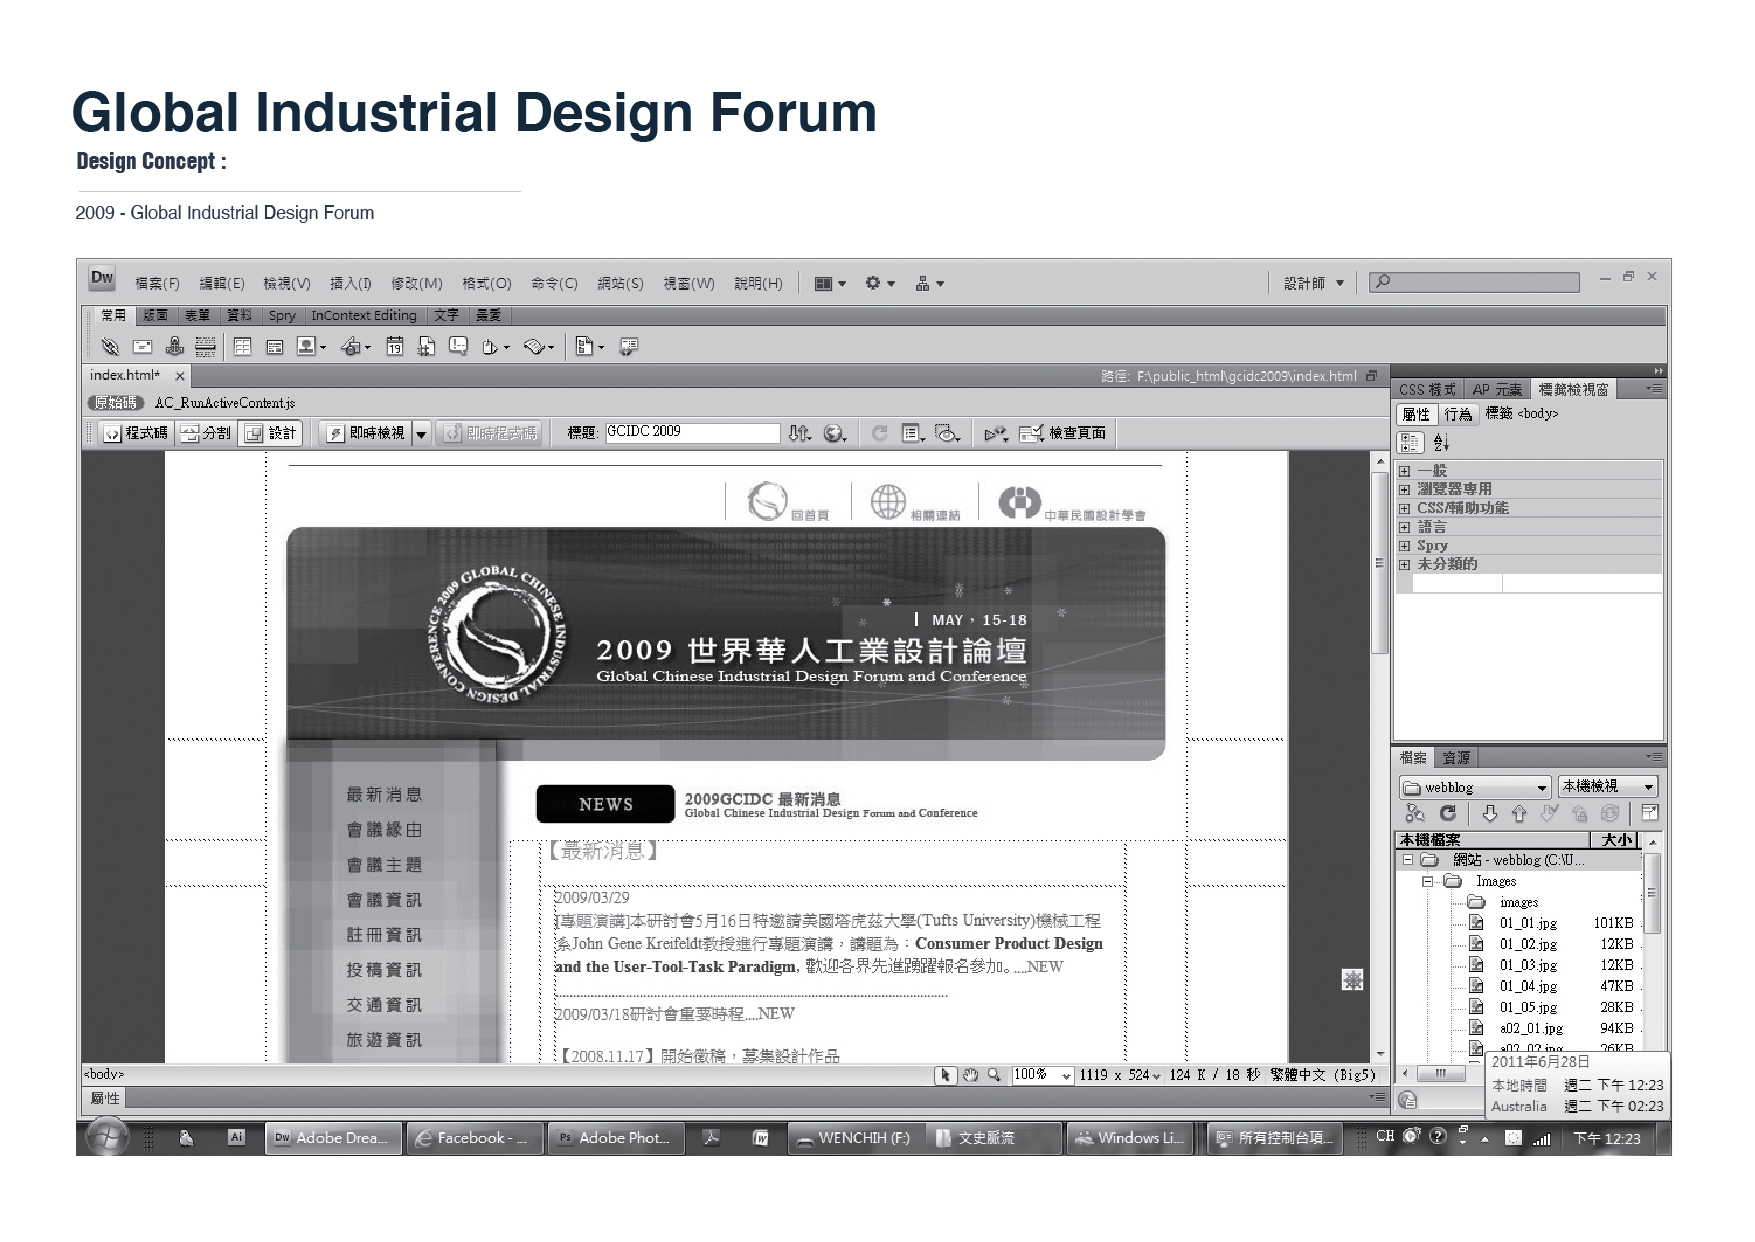 Global Industrial Design Forum
Design Concept :
2009 - Global Industrial Design Forum
Dw 檔案(F) 編輯(E) 檢視(V) 插入(I) 修改(M) 格式(O) 命令(C) 網站(S) 視窗(W) 說明(H) 設計師
常用 版面 表單 資料 Spry InContext Editing 文字 最愛
19
index.html* 路徑: F:\public_html\gcidc2009\index.html
原始碼 AC_RunActiveContent.js
程式碼 分割 設計 即時檢視 即時程式碼 標題: GCIDC 2009 檢查頁面
CSS 樣式 AP 元素 標籤檢視窗
屬性 行為 標籤 <body>
一般
瀏覽器專用
CSS/輔助功能
語言
Spry
未分類的
回首頁 相關連結 中華民國設計學會
2009 GLOBAL CHINESE INDUSTRIAL DESIGN CONFERENCE
MAY，15-18
2009 世界華人工業設計論壇
Global Chinese Industrial Design Forum and Conference
最新消息
會議緣由
會議主題
會議資訊
註冊資訊
投稿資訊
交通資訊
旅遊資訊
NEWS 2009GCIDC 最新消息
Global Chinese Industrial Design Forum and Conference
【最新消息】
2009/03/29
[專題演講]本研討會5月16日特邀請美國塔虎茲大學(Tufts University)機械工程
系John Gene Kreifeldt教授進行專題演講，講題為：Consumer Product Design
and the User-Tool-Task Paradigm, 歡迎各界先進踴躍報名參加。....NEW
2009/03/18研討會重要時程....NEW
【2008.11.17】開始徵稿，募集設計作品
檔案 資源
webblog 本機檢視
本機檔案 大小
網站 - webblog (C:\U...
Images
images
01_01.jpg 101KB
01_02.jpg 12KB
01_03.jpg 12KB
01_04.jpg 47KB
01_05.jpg 28KB
a02_01.jpg 94KB
a02_02.jpg 26KB
<body> 100% 1119 x 524 124 K / 18 秒 繁體中文 (Big5)
屬性
2011年6月28日
本地時間 週二 下午 12:23
Australia 週二 下午 02:23
Ai Dw Adobe Drea... Facebook - ... Ps Adobe Phot... WENCHIH (F:) 文史脈流 Windows Li... 所有控制台項... CH 下午 12:23